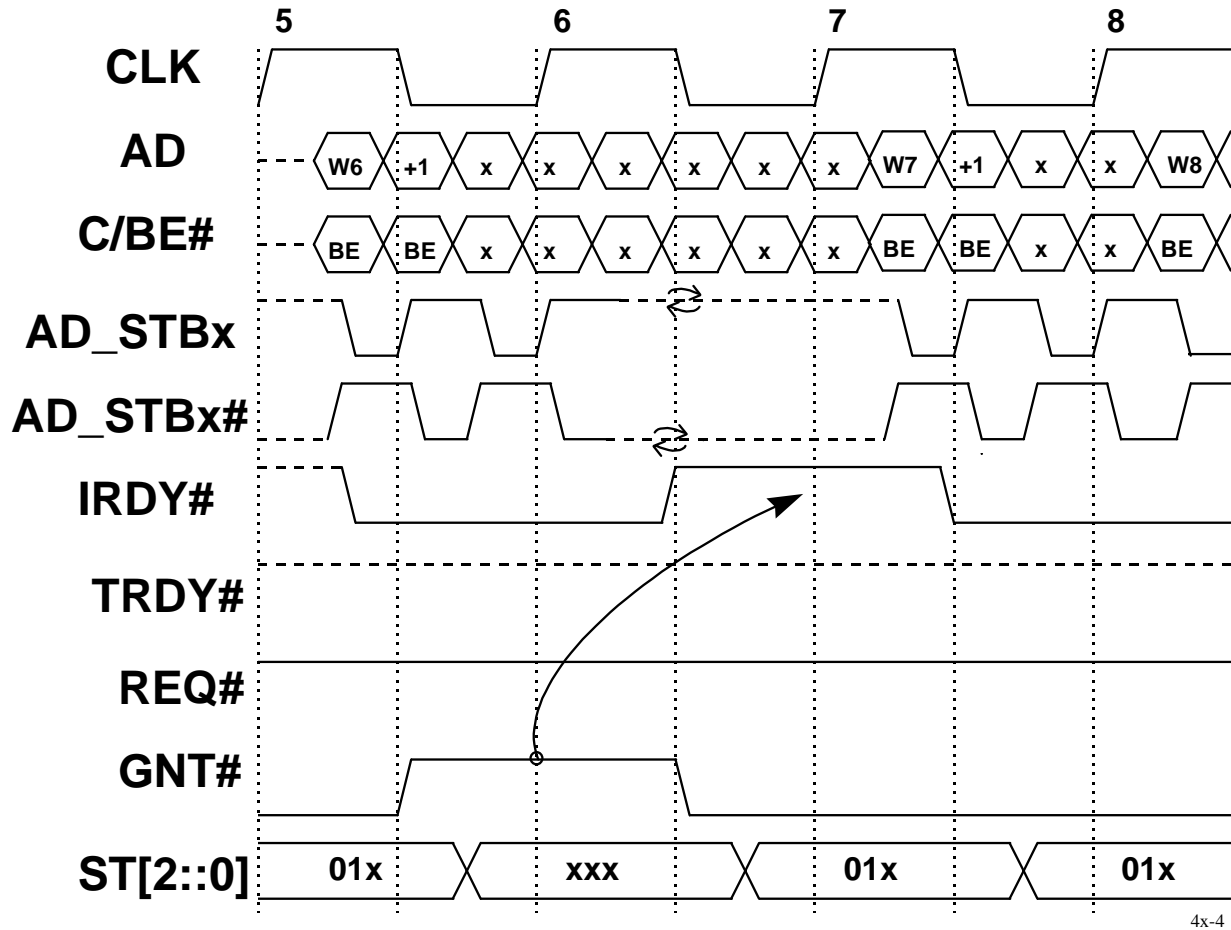 5 6 7 8
CLK
AD W6 +1 x x x x x x W7 +1 x x W8
C/BE# BE BE x x x x x x BE BE x x BE
AD_STBx
AD_STBx#
IRDY#
TRDY#
REQ#
GNT#
ST[2::0] 01x xxx 01x 01x
4x-4